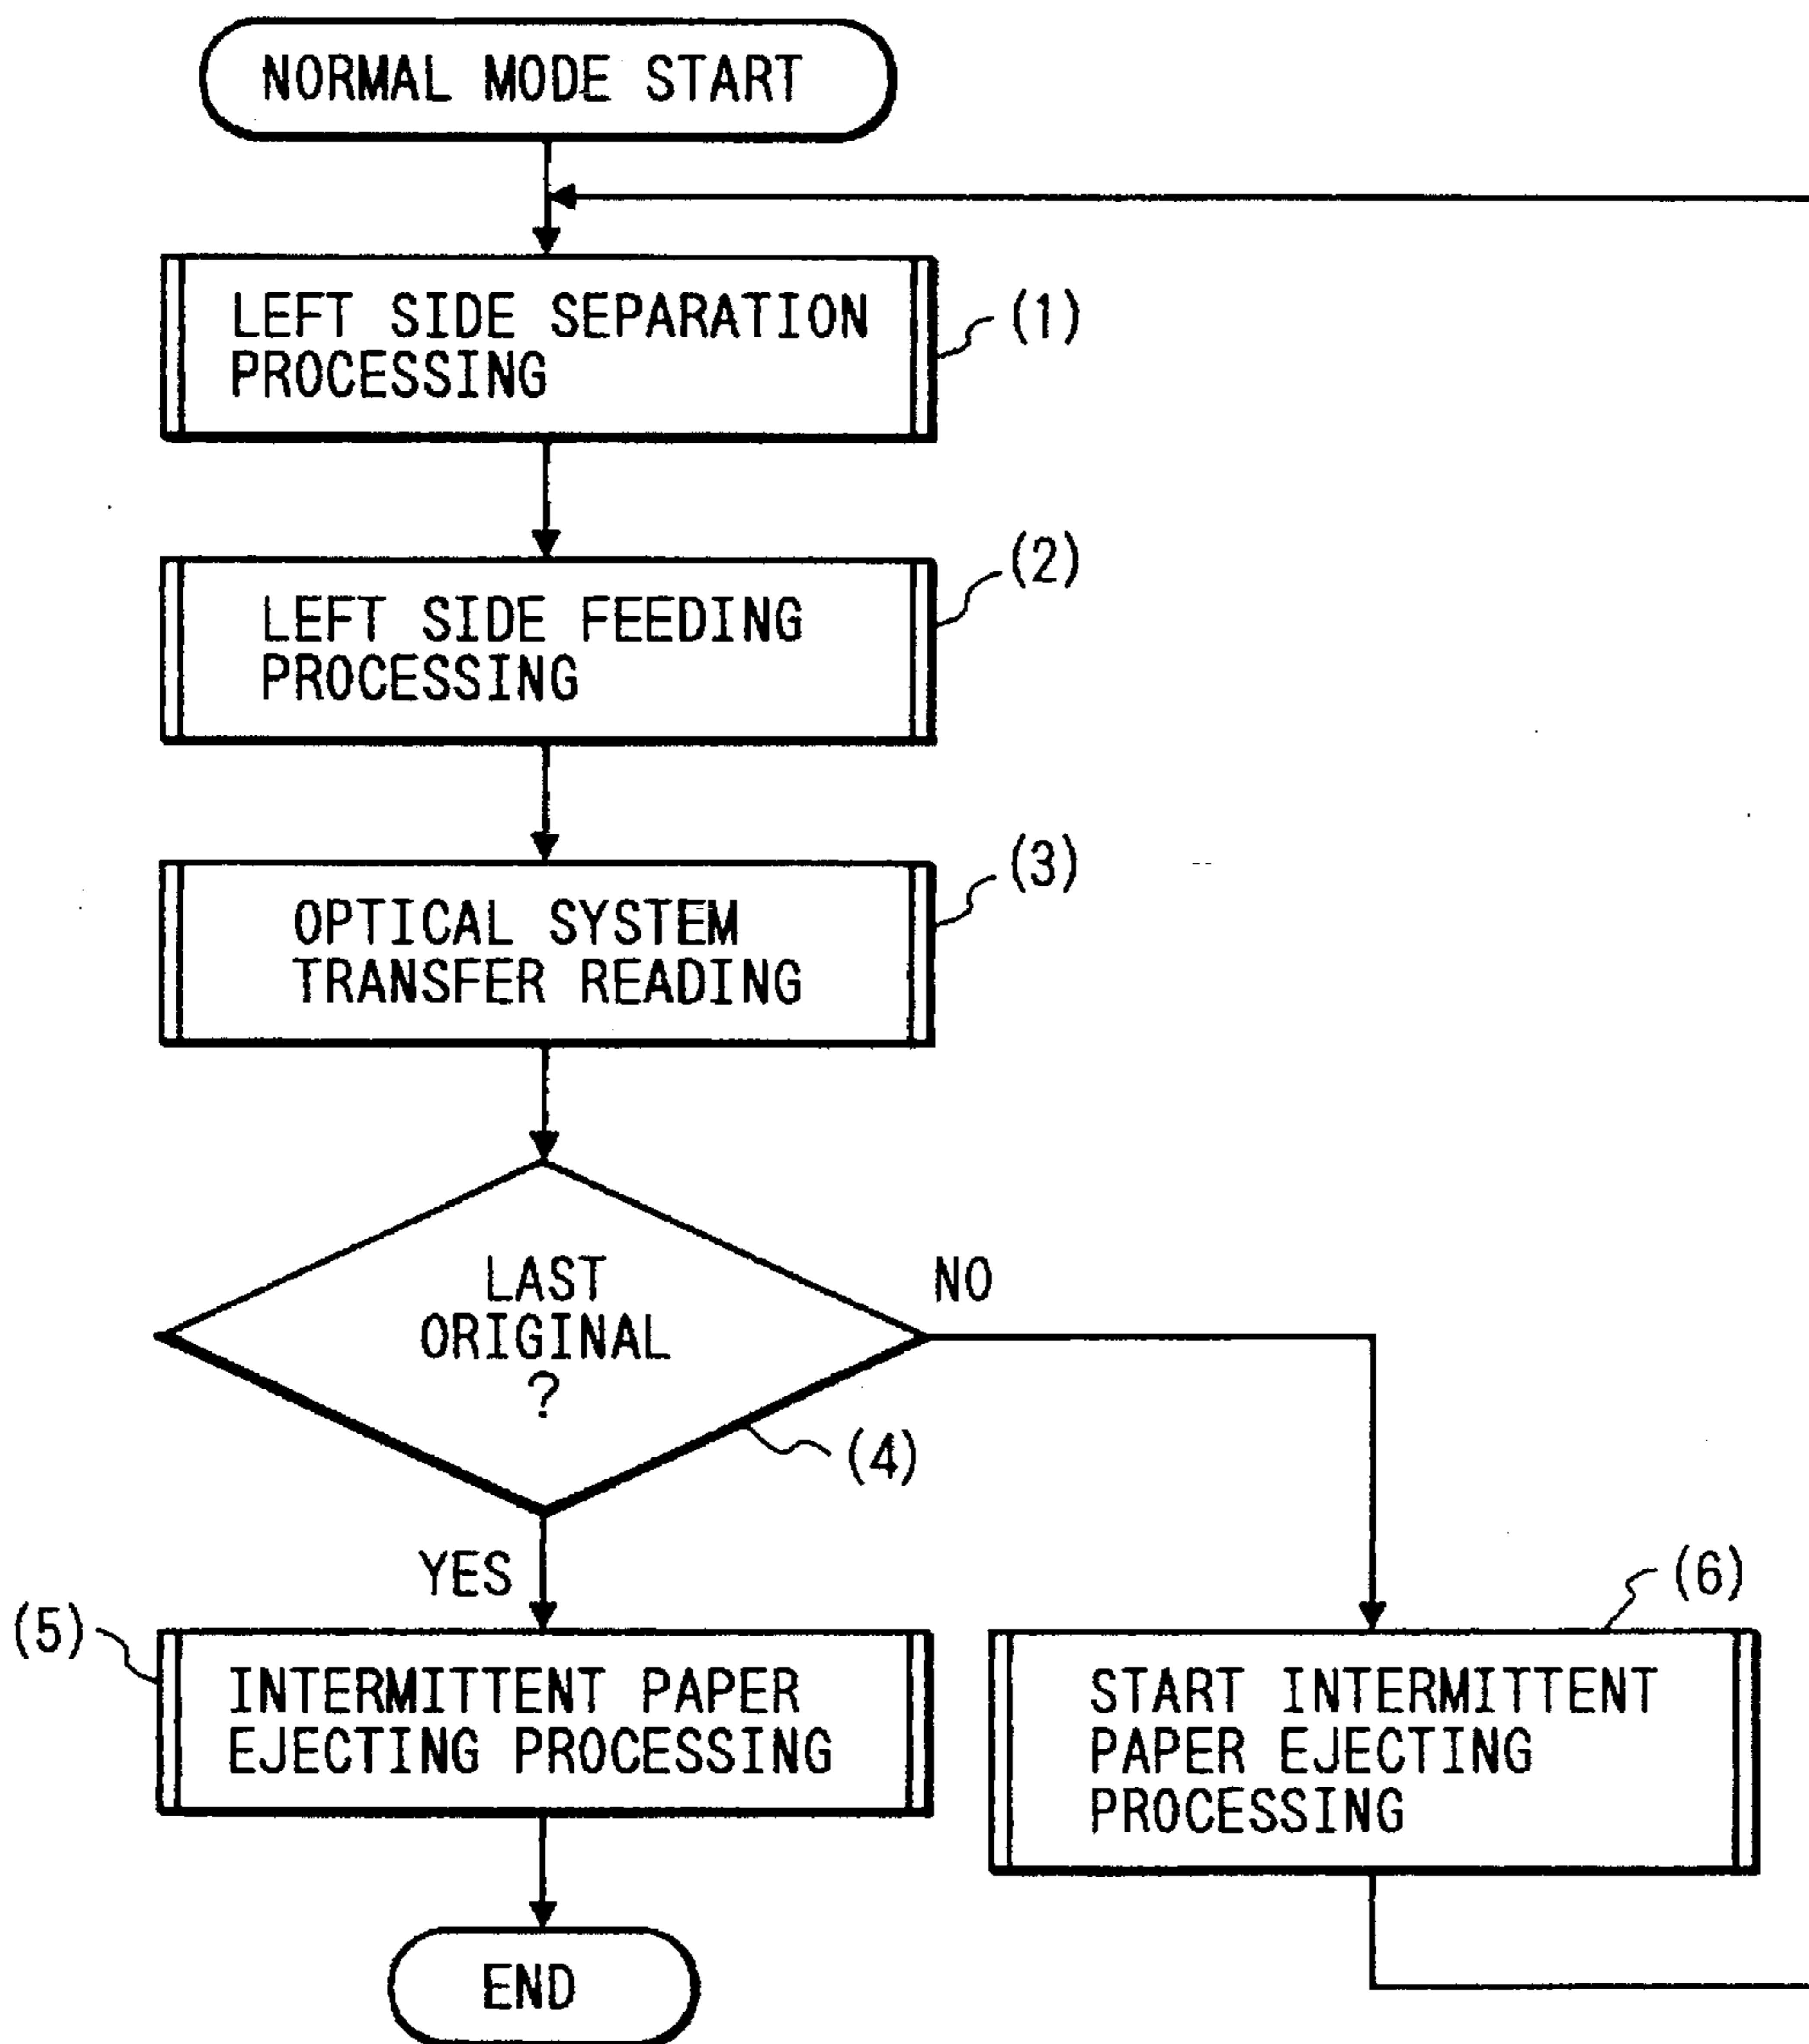 NORMAL MODE START
LEFT SIDE SEPARATION
PROCESSING
(1)
LEFT SIDE FEEDING
PROCESSING
(2)
OPTICAL SYSTEM
TRANSFER READING
(3)
LAST
ORIGINAL
?
NO
(4)
YES
(5)
INTERMITTENT PAPER
EJECTING PROCESSING
(6)
START INTERMITTENT
PAPER EJECTING
PROCESSING
END